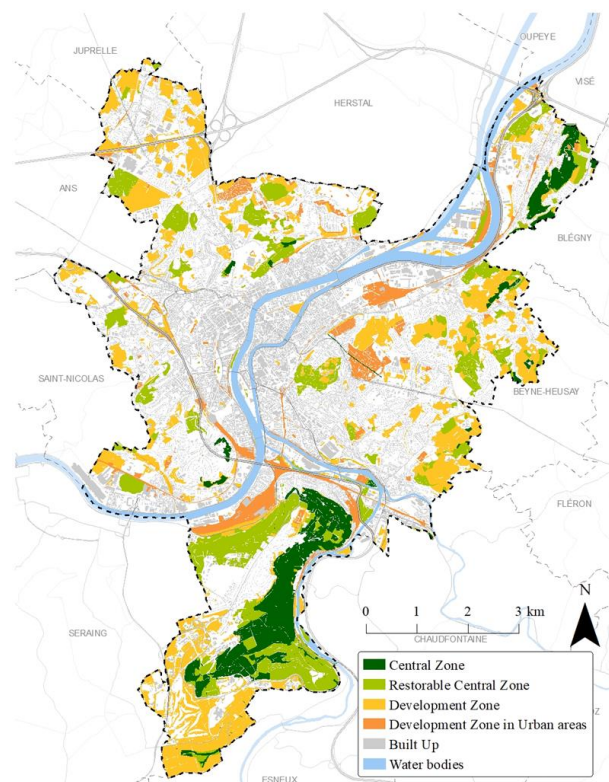 JUPRELLE
OUPEYE
VISÉ
HERSTAL
ANS
BLÉGNY
SAINT-NICOLAS
BEYNE-HEUSAY
FLÉRON
N
0 1 2 3 km
SERAING
CHAUDFONTAINE
Central Zone
Restorable Central Zone
Development Zone
Development Zone in Urban areas
Built Up
Water bodies
ESNEUX